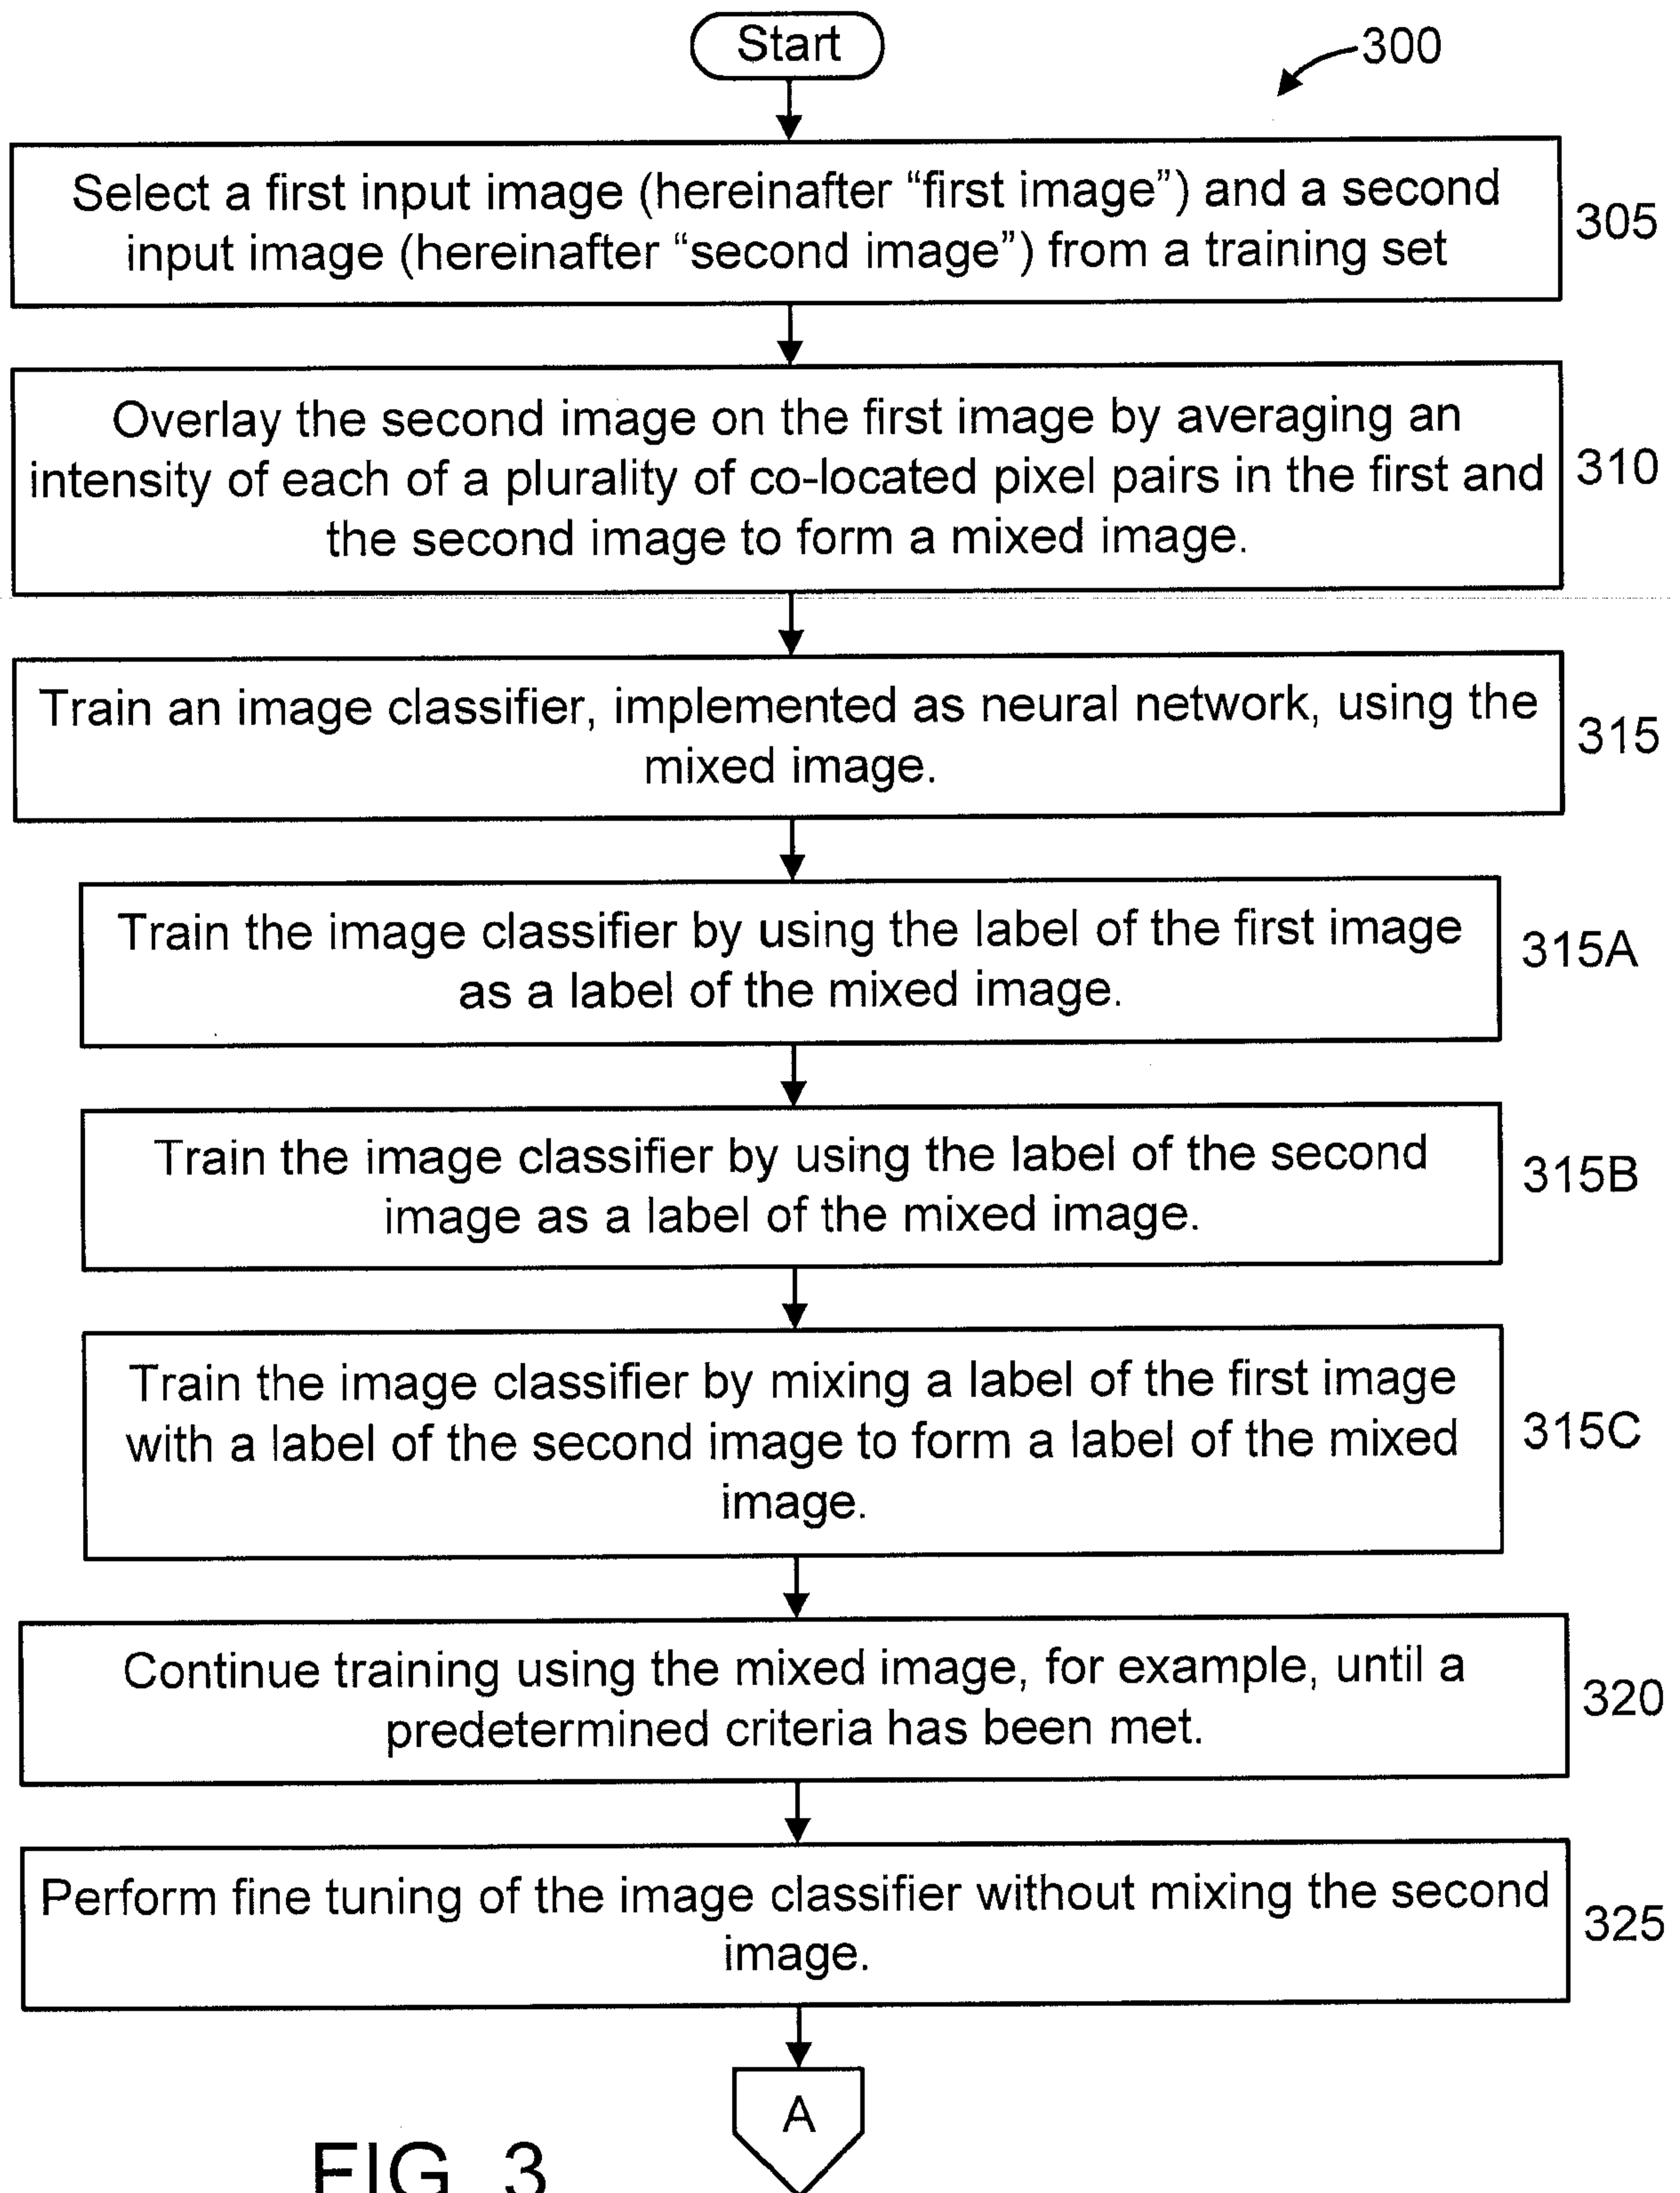 Start
300
Select a first input image (hereinafter “first image”) and a second
input image (hereinafter “second image”) from a training set
305
Overlay the second image on the first image by averaging an
intensity of each of a plurality of co-located pixel pairs in the first and
the second image to form a mixed image.
310
Train an image classifier, implemented as neural network, using the
mixed image.
315
Train the image classifier by using the label of the first image
as a label of the mixed image.
315A
Train the image classifier by using the label of the second
image as a label of the mixed image.
315B
Train the image classifier by mixing a label of the first image
with a label of the second image to form a label of the mixed
image.
315C
Continue training using the mixed image, for example, until a
predetermined criteria has been met.
320
Perform fine tuning of the image classifier without mixing the second
image.
325
A
FIG. 3